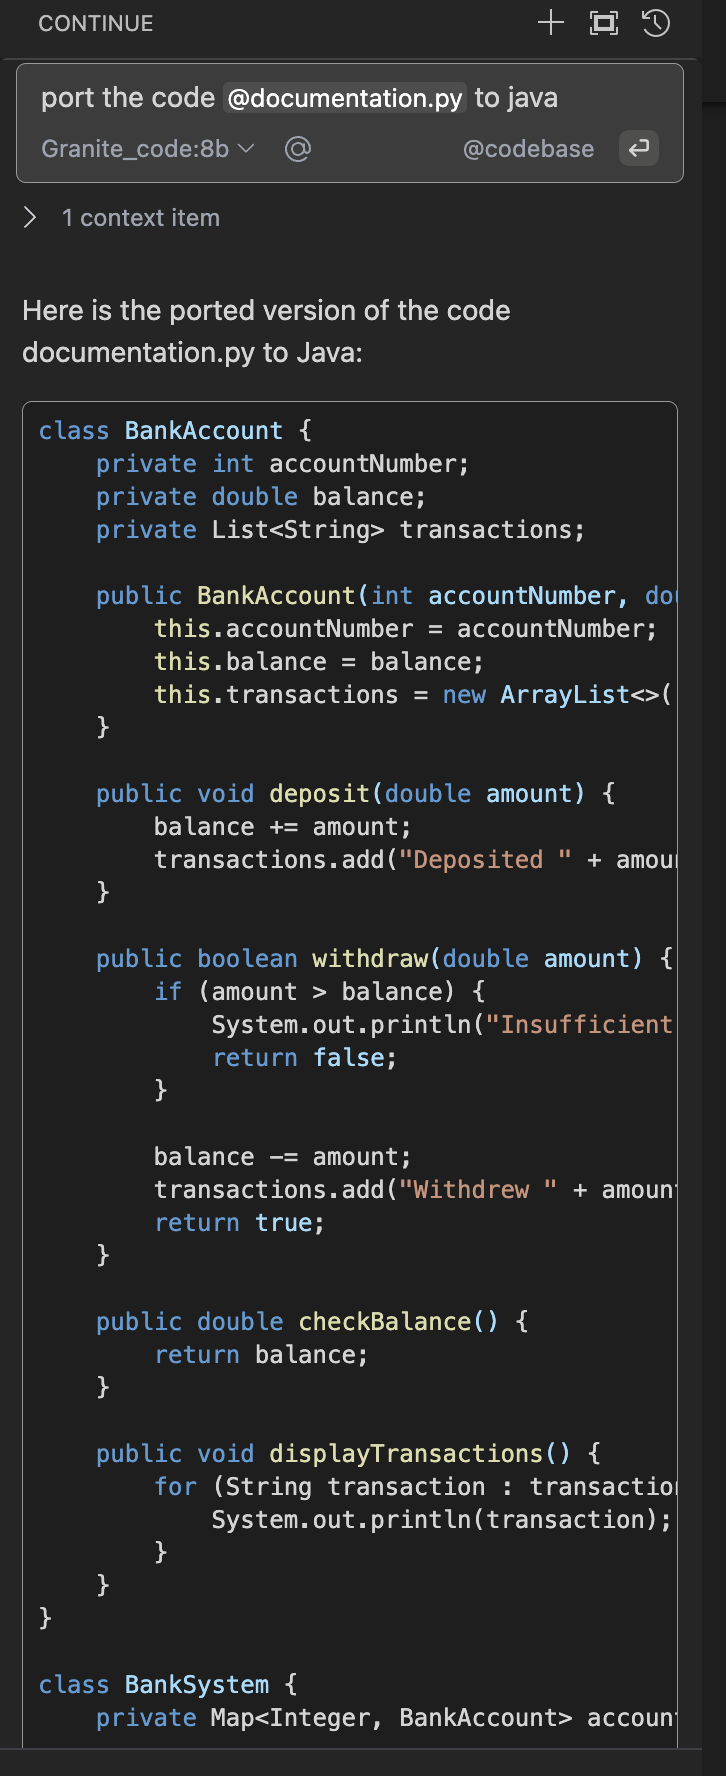 CONTINUE
port the code @documentation.py to java
Granite_code:8b @codebase
1 context item
Here is the ported version of the code
documentation.py to Java:
class BankAccount {
    private int accountNumber;
    private double balance;
    private List<String> transactions;

    public BankAccount(int accountNumber, dou
        this.accountNumber = accountNumber;
        this.balance = balance;
        this.transactions = new ArrayList<>(
    }

    public void deposit(double amount) {
        balance += amount;
        transactions.add("Deposited " + amou
    }

    public boolean withdraw(double amount) {
        if (amount > balance) {
            System.out.println("Insufficient
            return false;
        }

        balance -= amount;
        transactions.add("Withdrew " + amoun
        return true;
    }

    public double checkBalance() {
        return balance;
    }

    public void displayTransactions() {
        for (String transaction : transaction
            System.out.println(transaction);
        }
    }
}

class BankSystem {
    private Map<Integer, BankAccount> accoun